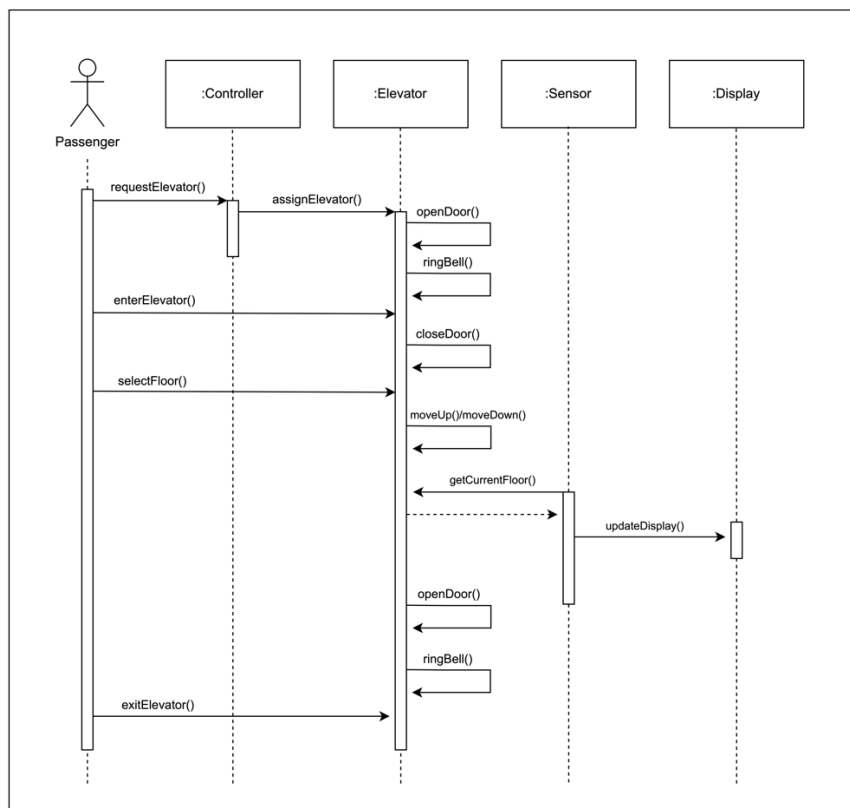 :Controller
:Elevator
:Sensor
:Display
Passenger
requestElevator()
assignElevator()
openDoor()
ringBell()
enterElevator()
closeDoor()
selectFloor()
moveUp()/moveDown()
getCurrentFloor()
updateDisplay()
openDoor()
ringBell()
exitElevator()